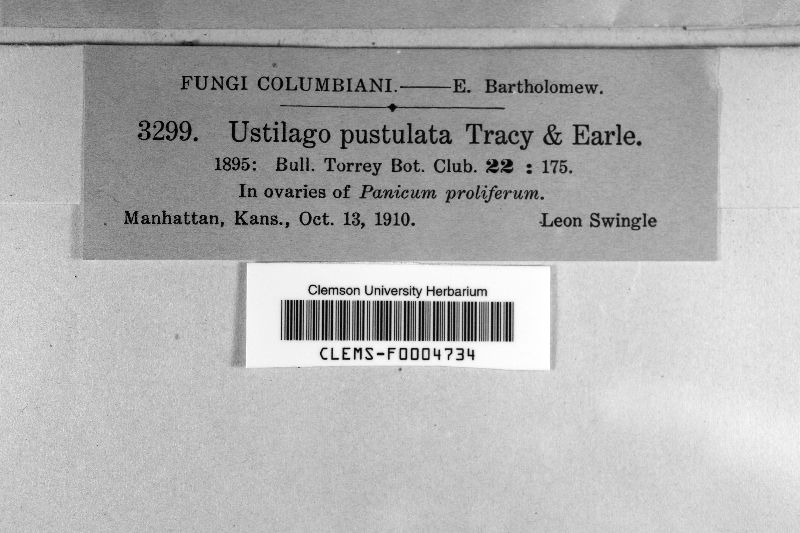 FUNGI COLUMBIANI.——E. Bartholomew.
3299. Ustilago pustulata Tracy & Earle.
1895: Bull. Torrey Bot. Club. 22 : 175.
In ovaries of Panicum proliferum.
Manhattan, Kans., Oct. 13, 1910. Leon Swingle
Clemson University Herbarium
CLEMS-F0004734